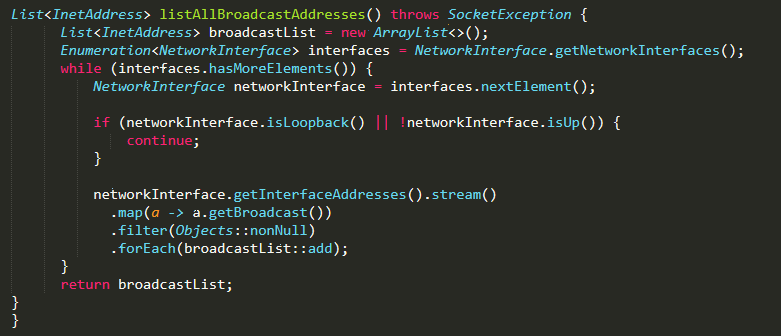 List<InetAddress> listAllBroadcastAddresses() throws SocketException {
List<InetAddress> broadcastList = new ArrayList<>();
Enumeration<NetworkInterface> interfaces = NetworkInterface.getNetworkInterfaces();
while (interfaces.hasMoreElements()) {
NetworkInterface networkInterface = interfaces.nextElement();
if (networkInterface.isLoopback() || !networkInterface.isUp()) {
continue;
}
networkInterface.getInterfaceAddresses().stream()
.map(a -> a.getBroadcast())
.filter(Objects::nonNull)
.forEach(broadcastList::add);
}
return broadcastList;
}
}